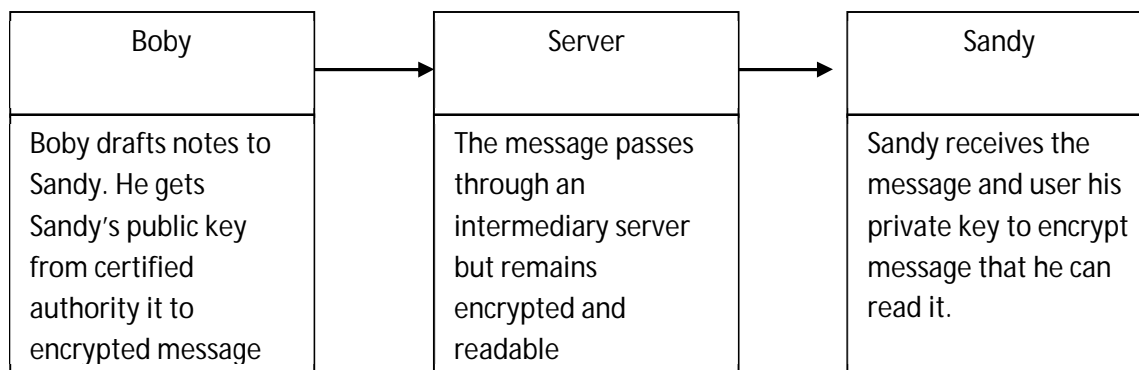 Boby
Boby drafts notes to
Sandy. He gets
Sandy's public key
from certified
authority it to
encrypted message
Server
The message passes
through an
intermediary server
but remains
encrypted and
readable
Sandy
Sandy receives the
message and user his
private key to encrypt
message that he can
read it.